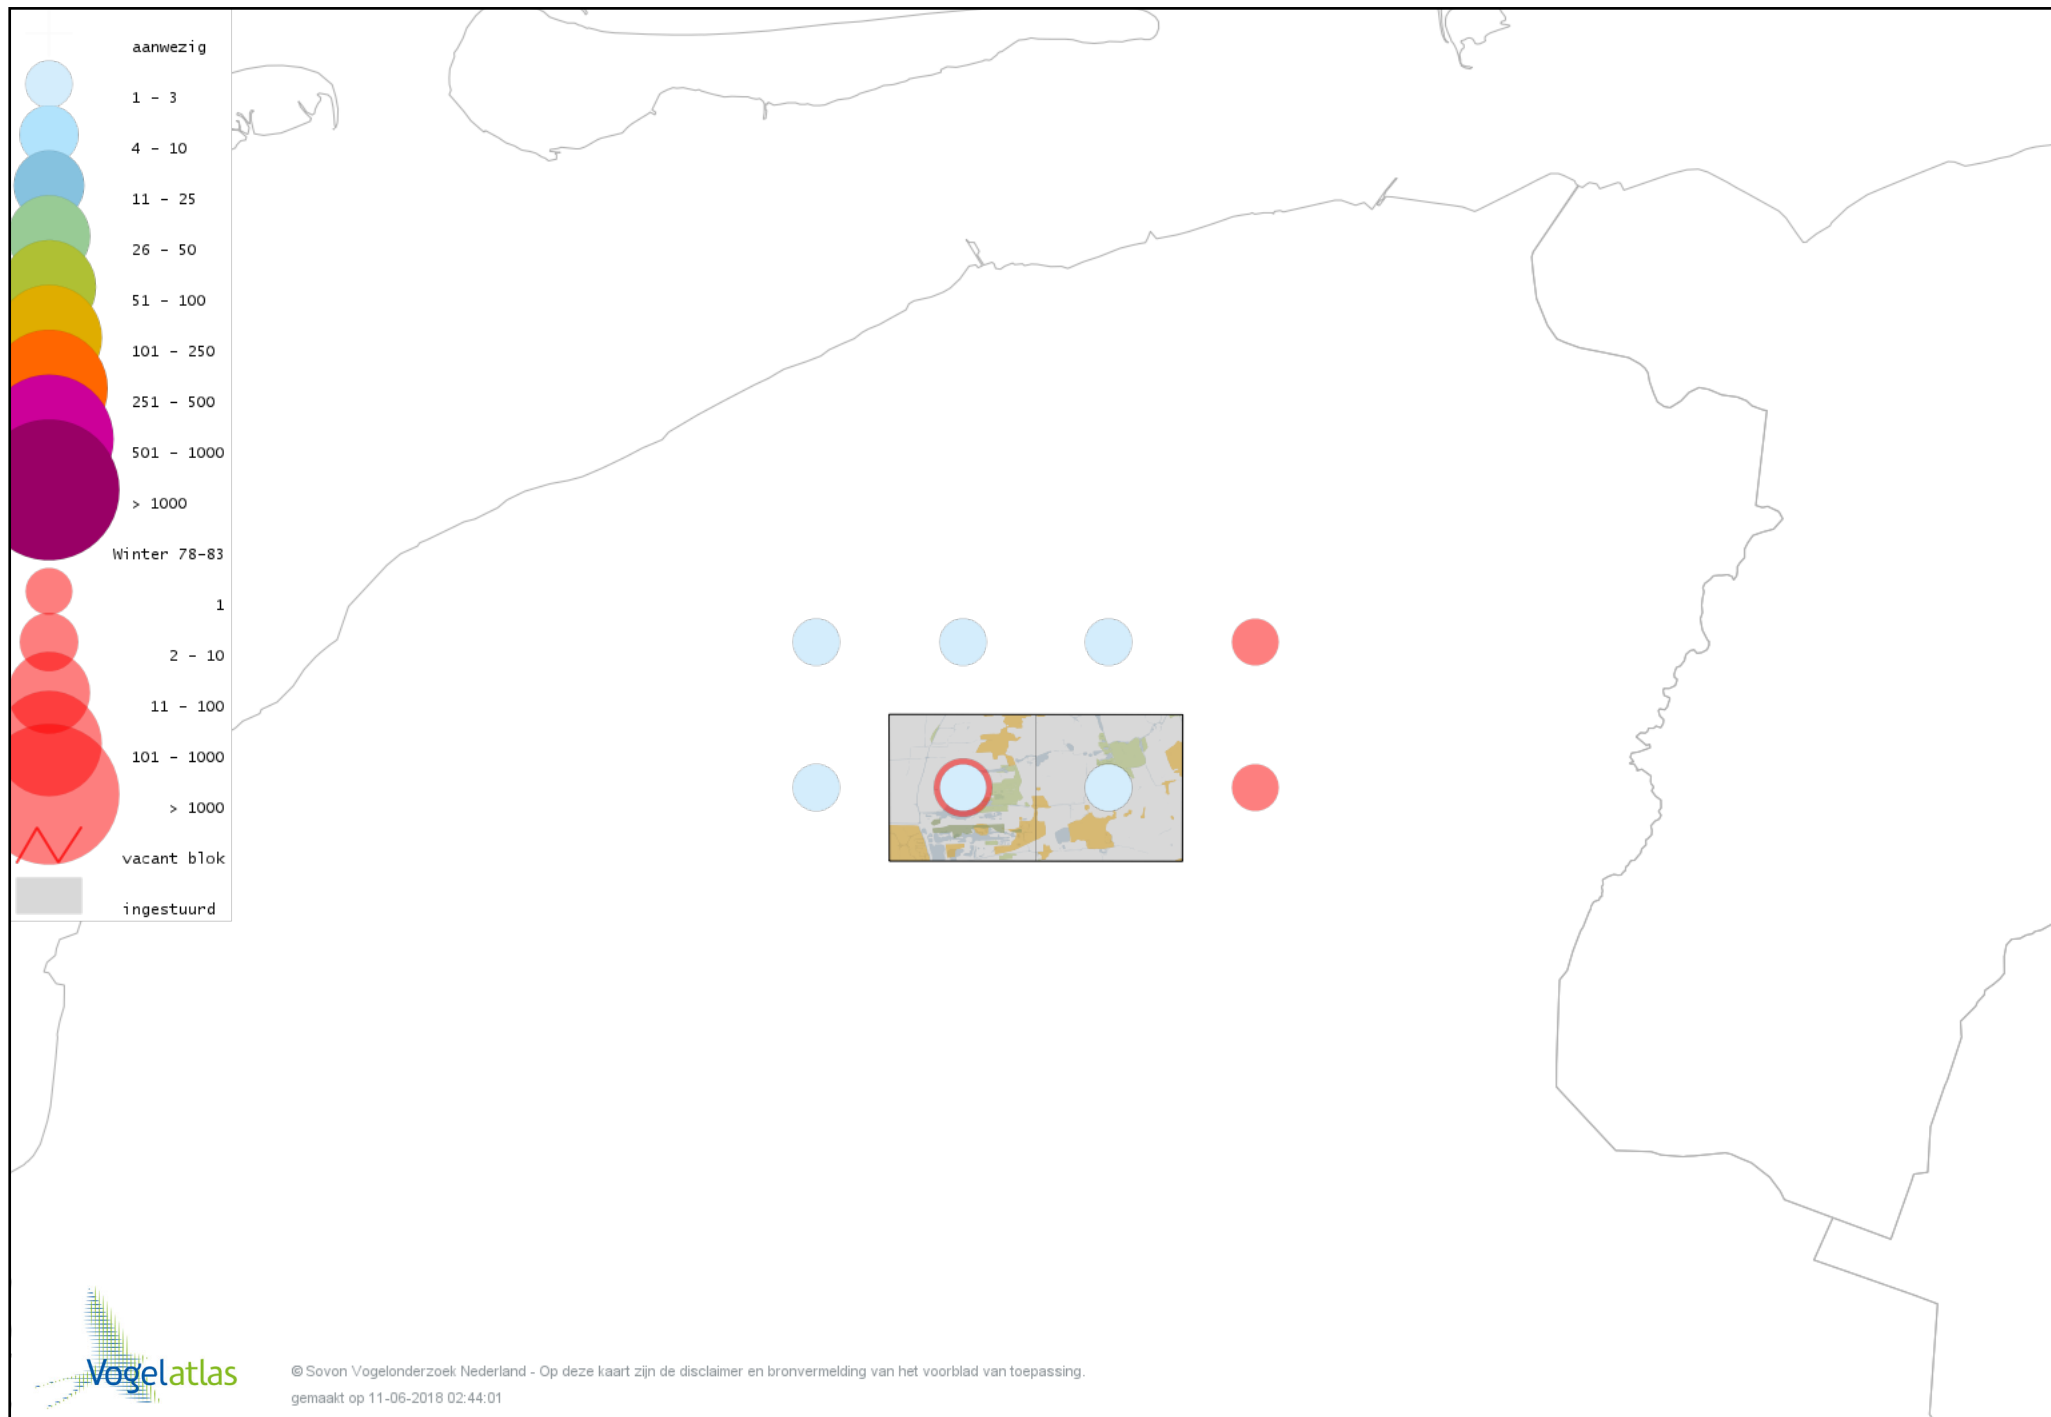 aanwezig
1 - 3
4 - 10
11 - 25
26 - 50
51 - 100
101 - 250
251 - 500
501 - 1000
> 1000
Winter 78-83
1
2 - 10
11 - 100
101 - 1000
> 1000
vacant blok
ingestuurd
Vogelatlas
© Sovon Vogelonderzoek Nederland - Op deze kaart zijn de disclaimer en bronvermelding van het voorblad van toepassing.
gemaakt op 11-06-2018 02:44:01